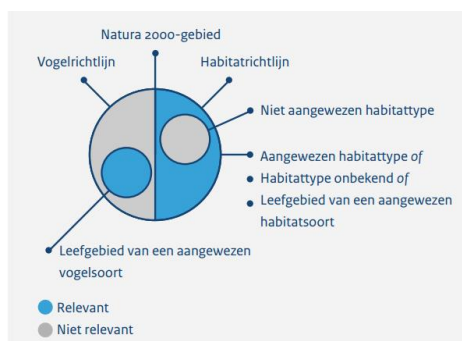 Natura 2000-gebied
Vogelrichtlijn
Habitatrichtlijn
Niet aangewezen habitattype
Aangewezen habitattype of
Habitattype onbekend of
Leefgebied van een aangewezen
habitatsoort
Leefgebied van een aangewezen
vogelsoort
Relevant
Niet relevant